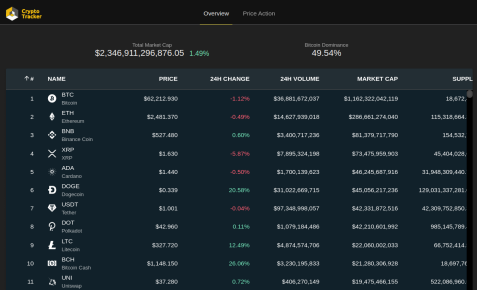 Crypto
Tracker
Overview Price Action
Total Market Cap
$2,346,911,296,876.05 1.49%
Bitcoin Dominance
49.54%
# NAME PRICE 24H CHANGE 24H VOLUME MARKET CAP SUPPL
1 BTC Bitcoin $62,212.930 -1.12% $36,881,672,037 $1,162,322,042,119 18,672,
2 ETH Ethereum $2,481.370 -0.49% $14,627,939,018 $286,661,274,040 115,318,664.
3 BNB Binance Coin $527.480 0.60% $3,400,717,236 $81,379,717,790 154,532,
4 XRP XRP $1.630 -5.87% $7,895,324,198 $73,475,959,903 45,404,028,
5 ADA Cardano $1.440 -0.50% $1,700,139,623 $46,245,687,916 31,948,309,440.
6 DOGE Dogecoin $0.339 20.58% $31,022,669,715 $45,056,217,236 129,031,337,281.
7 USDT Tether $1.001 -0.04% $97,348,998,057 $42,331,872,516 42,309,752,850.
8 DOT Polkadot $42.960 0.11% $1,079,184,486 $42,210,601,992 985,145,789.
9 LTC Litecoin $327.720 12.49% $4,874,574,706 $22,060,002,033 66,752,414.
10 BCH Bitcoin Cash $1,148.150 26.06% $3,230,195,833 $21,280,306,928 18,697,76
11 UNI Uniswap $37.280 0.72% $406,270,149 $19,475,466,155 522,086,960.